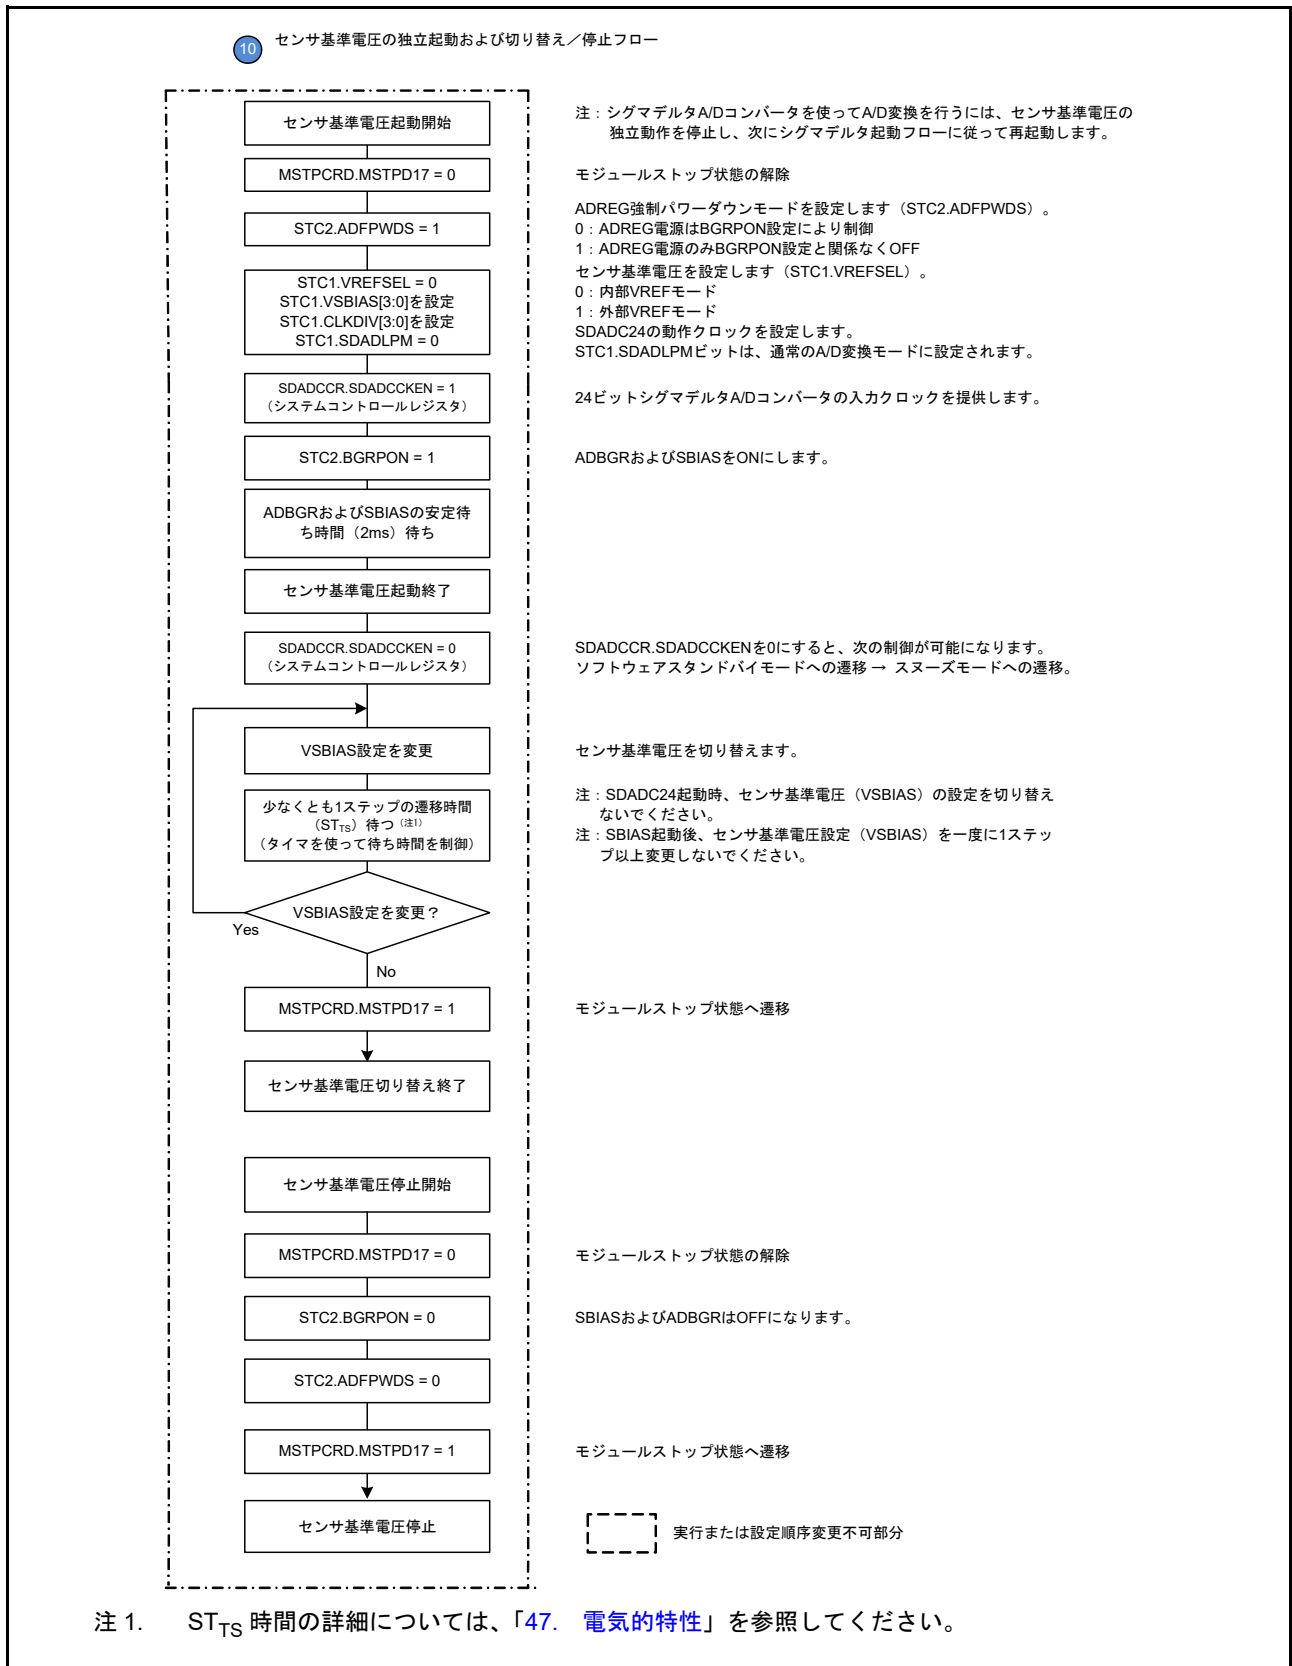 10 センサ基準電圧の独立起動および切り替え／停止フロー
センサ基準電圧起動開始
注：シグマデルタA/Dコンバータを使ってA/D変換を行うには、センサ基準電圧の
独立動作を停止し、次にシグマデルタ起動フローに従って再起動します。
MSTPCRD.MSTPD17 = 0
モジュールストップ状態の解除
STC2.ADFPWDS = 1
ADREG強制パワーダウンモードを設定します（STC2.ADFPWDS）。
0：ADREG電源はBGRPON設定により制御
1：ADREG電源のみBGRPON設定と関係なくOFF
STC1.VREFSEL = 0
STC1.VSBIAS[3:0]を設定
STC1.CLKDIV[3:0]を設定
STC1.SDADLPM = 0
センサ基準電圧を設定します（STC1.VREFSEL）。
0：内部VREFモード
1：外部VREFモード
SDADC24の動作クロックを設定します。
STC1.SDADLPMビットは、通常のA/D変換モードに設定されます。
SDADCCR.SDADCCKEN = 1
（システムコントロールレジスタ）
24ビットシグマデルタA/Dコンバータの入力クロックを提供します。
STC2.BGRPON = 1
ADBGRおよびSBIASをONにします。
ADBGRおよびSBIASの安定待
ち時間（2ms）待ち
センサ基準電圧起動終了
SDADCCR.SDADCCKEN = 0
（システムコントロールレジスタ）
SDADCCR.SDADCCKENを0にすると、次の制御が可能になります。
ソフトウェアスタンドバイモードへの遷移 → スヌーズモードへの遷移。
VSBIAS設定を変更
センサ基準電圧を切り替えます。
少なくとも1ステップの遷移時間
（STTS）待つ（注1）
（タイマを使って待ち時間を制御）
注：SDADC24起動時、センサ基準電圧（VSBIAS）の設定を切り替え
ないでください。
注：SBIAS起動後、センサ基準電圧設定（VSBIAS）を一度に1ステッ
プ以上変更しないでください。
VSBIAS設定を変更？
Yes
No
MSTPCRD.MSTPD17 = 1
モジュールストップ状態へ遷移
センサ基準電圧切り替え終了
センサ基準電圧停止開始
MSTPCRD.MSTPD17 = 0
モジュールストップ状態の解除
STC2.BGRPON = 0
SBIASおよびADBGRはOFFになります。
STC2.ADFPWDS = 0
MSTPCRD.MSTPD17 = 1
モジュールストップ状態へ遷移
センサ基準電圧停止
実行または設定順序変更不可部分
注 1. STTS 時間の詳細については、「47. 電気的特性」を参照してください。